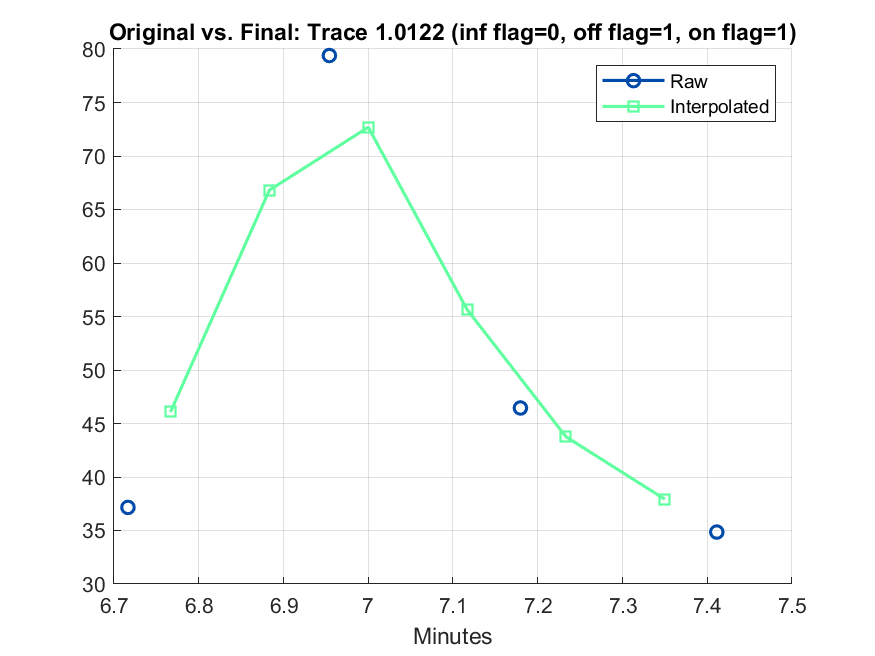 Original vs. Final: Trace 1.0122 (inf flag=0, off flag=1, on flag=1)
Raw
Interpolated
80
75
70
65
60
55
50
45
40
35
30
6.7 6.8 6.9 7 7.1 7.2 7.3 7.4 7.5
Minutes